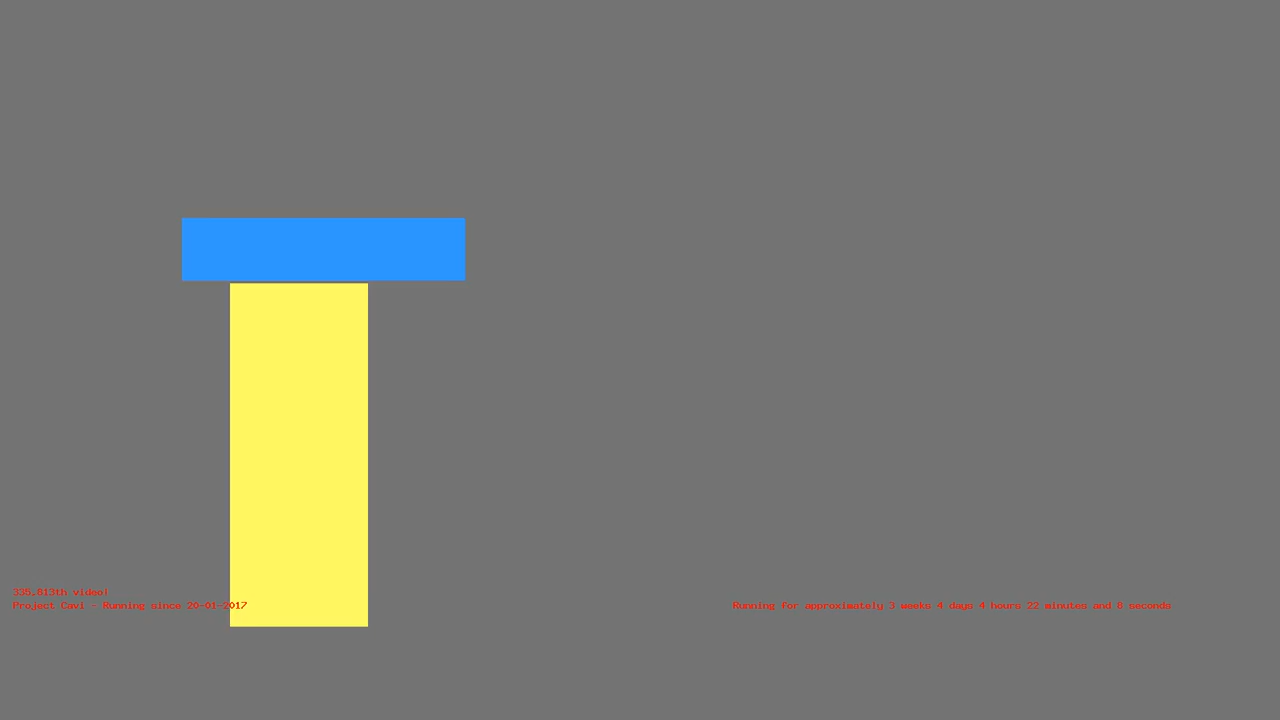 335,813th video!
Project Cavi - Running since 20-01-2017
Running for approximately 3 weeks 4 days 4 hours 22 minutes and 8 seconds